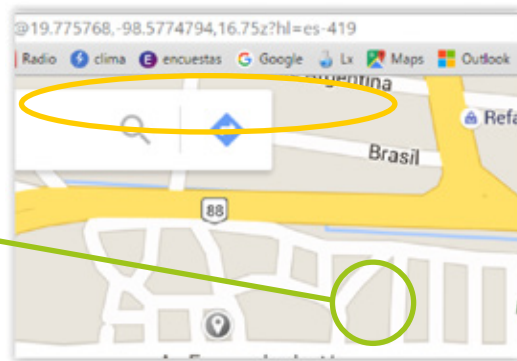 @19.775768,-98.5774794,16.75z?hl=es-419
Radio clima encuestas Google Lx Maps Outlook
Argentina
Refa
Brasil
88